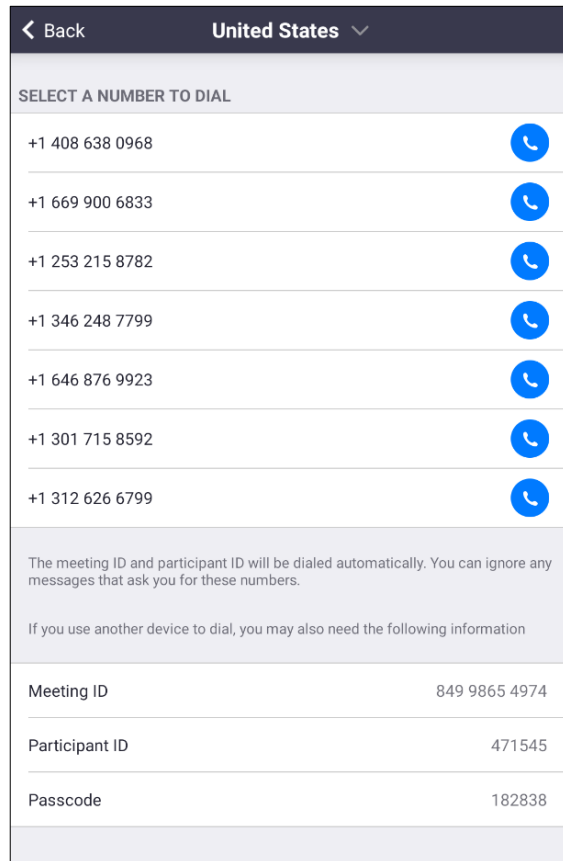 Back
United States
SELECT A NUMBER TO DIAL
+1 408 638 0968
+1 669 900 6833
+1 253 215 8782
+1 346 248 7799
+1 646 876 9923
+1 301 715 8592
+1 312 626 6799
The meeting ID and participant ID will be dialed automatically. You can ignore any
messages that ask you for these numbers.
If you use another device to dial, you may also need the following information
Meeting ID 849 9865 4974
Participant ID 471545
Passcode 182838